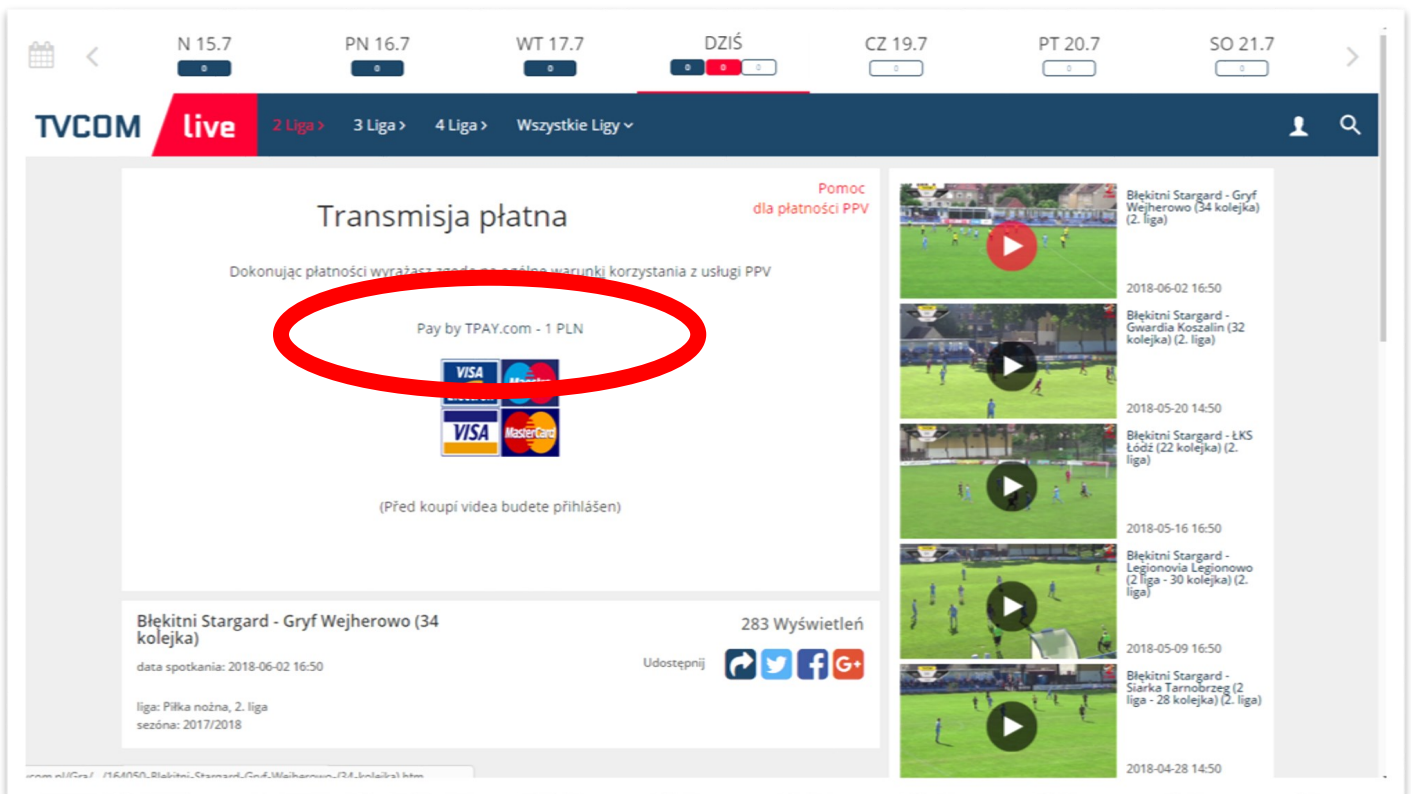 N 15.7
0
PN 16.7
0
WT 17.7
0
DZIŚ
0 0 0
CZ 19.7
0
PT 20.7
0
SO 21.7
0
TVCOM live
2 Liga >
3 Liga >
4 Liga >
Wszystkie Ligy
Pomoc
dla płatności PPV
Transmisja płatna
Dokonując płatności wyrażasz zgodę na ogólne warunki korzystania z usługi PPV
Pay by TPAY.com - 1 PLN
VISA
Electron
Maestro
VISA
MasterCard
(Před koupí videa budete přihlášen)
Błękitni Stargard - Gryf Wejherowo (34
kolejka)
data spotkania: 2018-06-02 16:50
liga: Piłka nożna, 2. liga
sezóna: 2017/2018
283 Wyświetleń
Udostępnij
G+
Błękitni Stargard - Gryf
Wejherowo (34 kolejka)
(2. liga)
2018-06-02 16:50
Błękitni Stargard -
Gwardia Koszalin (32
kolejka) (2. liga)
2018-05-20 14:50
Błękitni Stargard - ŁKS
Łódź (22 kolejka) (2.
liga)
2018-05-16 16:50
Błękitni Stargard -
Legionovia Legionowo
(2 liga - 30 kolejka) (2.
liga)
2018-05-09 16:50
Błękitni Stargard -
Siarka Tarnobrzeg (2
liga - 28 kolejka) (2. liga)
2018-04-28 14:50